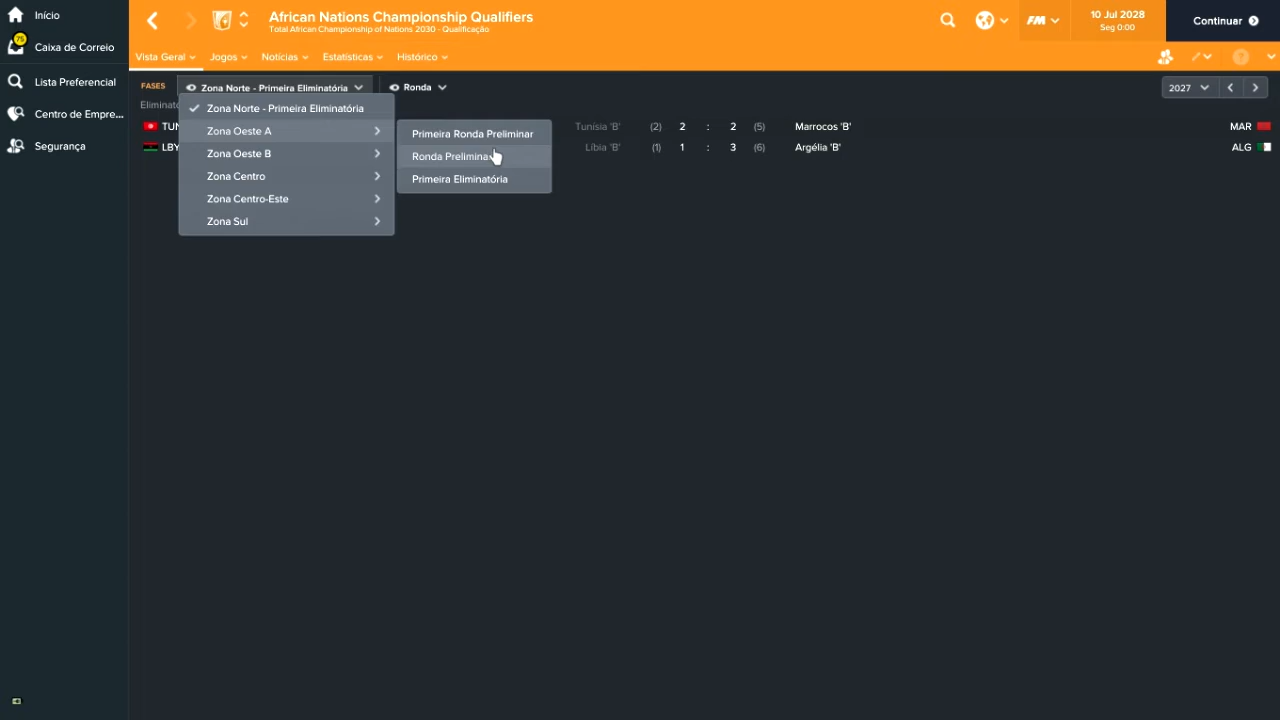 Início
African Nations Championship Qualifiers
Total African Championship of Nations 2030 - Qualificação
FM
10 Jul 2028
Seg 0:00
Continuar
75
Caixa de Correio
Vista Geral
Jogos
Notícias
Estatísticas
Histórico
Lista Preferencial
FASES
Zona Norte - Primeira Eliminatória
Ronda
2027
Centro de Empre...
Zona Norte - Primeira Eliminatória
TUN
Zona Oeste A
Primeira Ronda Preliminar
Tunísia 'B'
(2)
2
:
2
(5)
Marrocos 'B'
MAR
Segurança
LBY
Zona Oeste B
Ronda Preliminar
Líbia 'B'
(1)
1
:
3
(6)
Argélia 'B'
ALG
Zona Centro
Primeira Eliminatória
Zona Centro-Este
Zona Sul